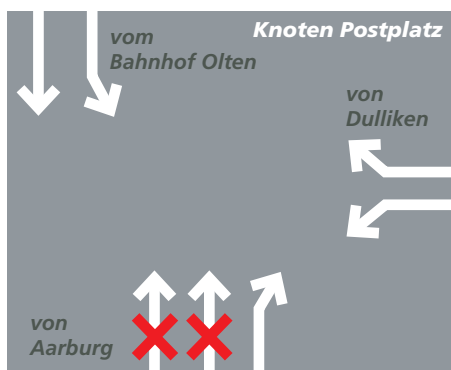 Knoten Postplatz
vom
Bahnhof Olten
von
Dulliken
von
Aarburg